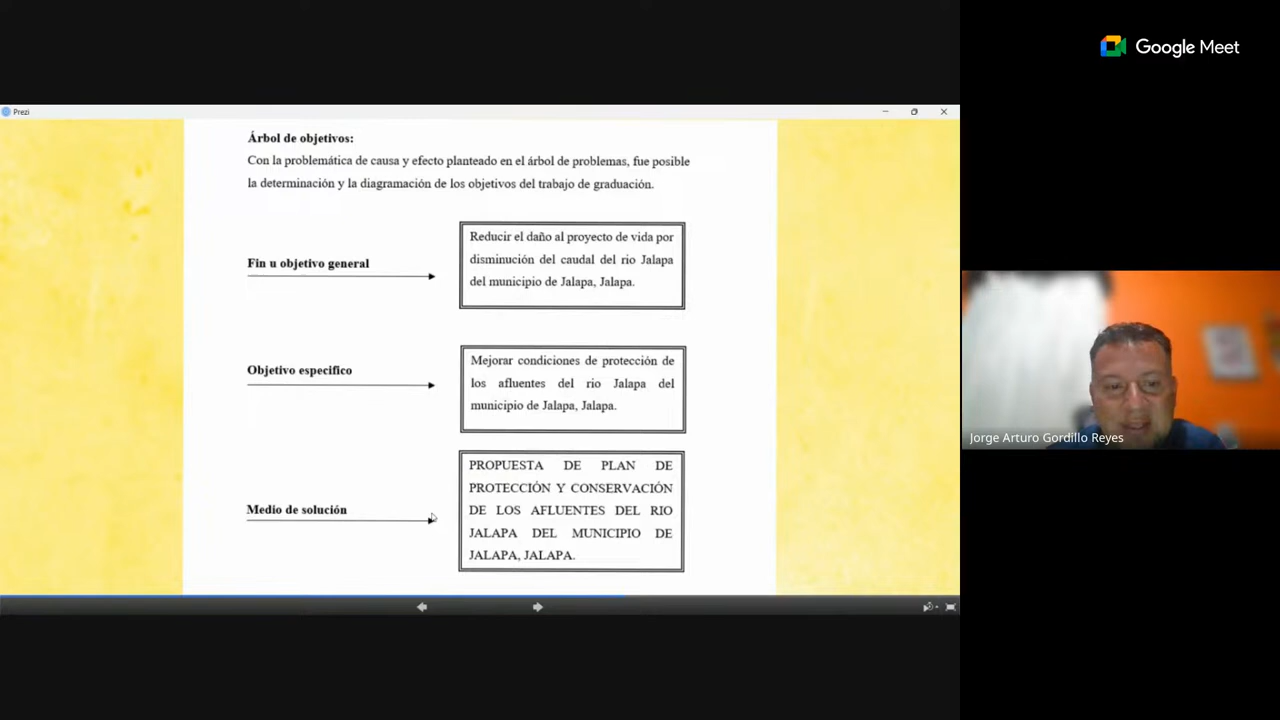 Google Meet
Prezi
Árbol de objetivos:
Con la problemática de causa y efecto planteado en el árbol de problemas, fue posible
la determinación y la diagramación de los objetivos del trabajo de graduación.
Fin u objetivo general
Reducir el daño al proyecto de vida por
disminución del caudal del rio Jalapa
del municipio de Jalapa, Jalapa.
Objetivo especifico
Mejorar condiciones de protección de
los afluentes del rio Jalapa del
municipio de Jalapa, Jalapa.
Medio de solución
PROPUESTA DE PLAN DE
PROTECCIÓN Y CONSERVACIÓN
DE LOS AFLUENTES DEL RIO
JALAPA DEL MUNICIPIO DE
JALAPA, JALAPA.
Jorge Arturo Gordillo Reyes